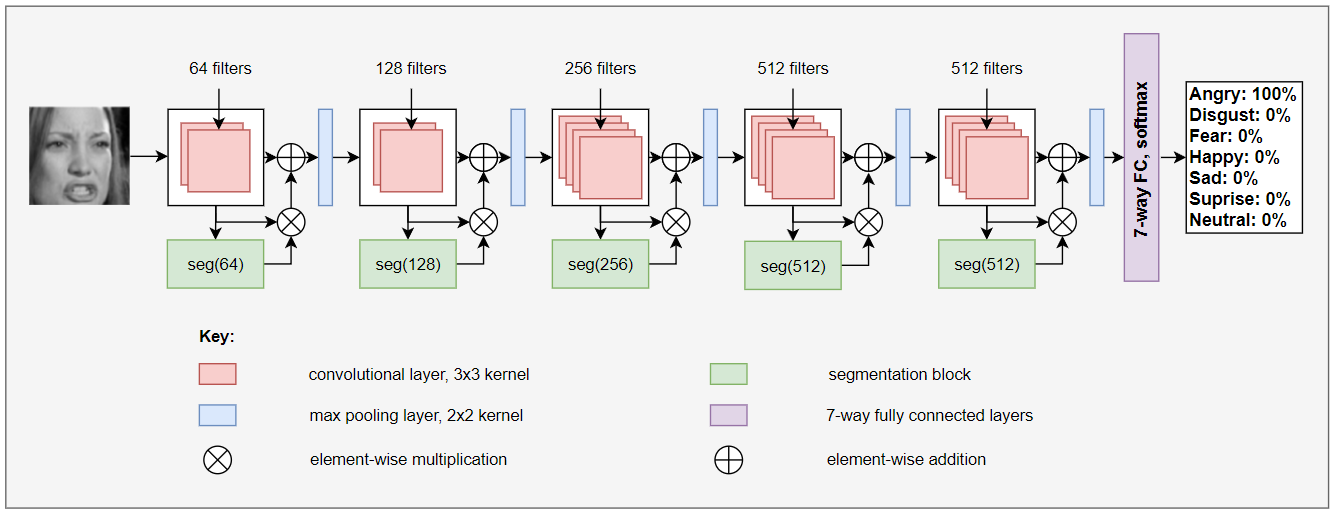 64 filters
128 filters
256 filters
512 filters
512 filters
seg(64)
seg(128)
seg(256)
seg(512)
seg(512)
7-way FC, softmax
Angry: 100%
Disgust: 0%
Fear: 0%
Happy: 0%
Sad: 0%
Suprise: 0%
Neutral: 0%
Key:
convolutional layer, 3x3 kernel
segmentation block
max pooling layer, 2x2 kernel
7-way fully connected layers
element-wise multiplication
element-wise addition